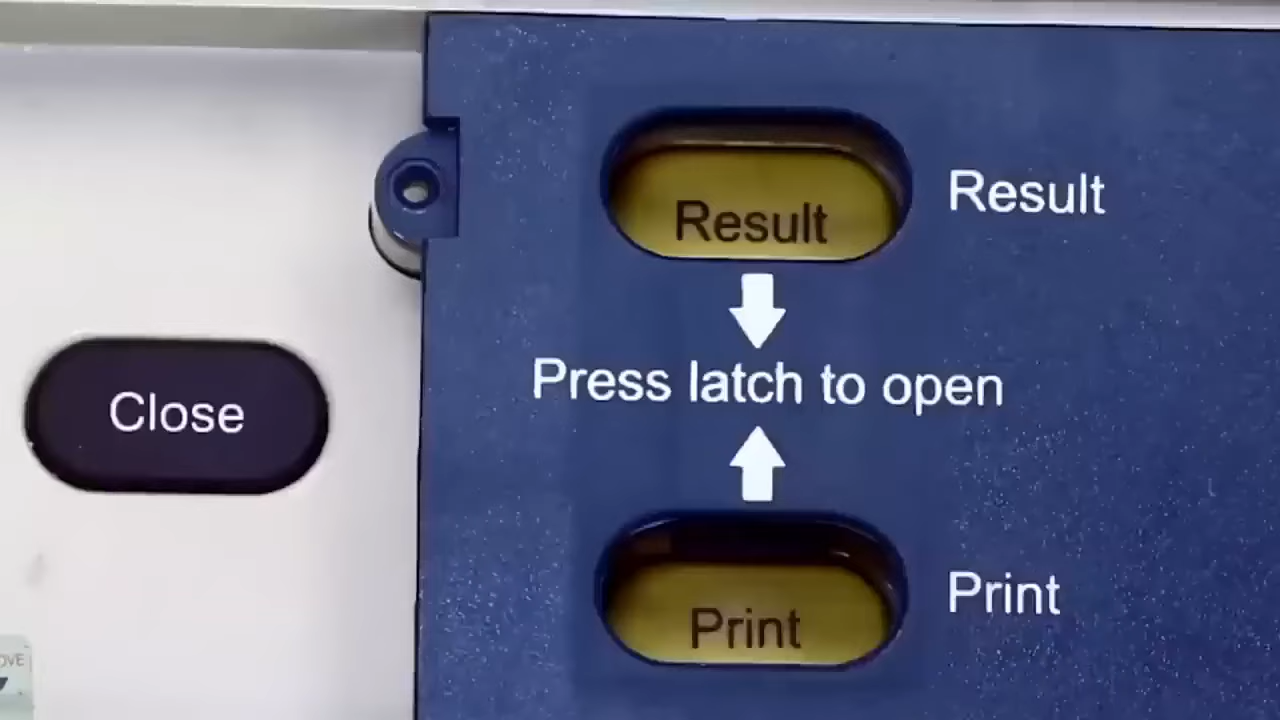 Result
Result
Press latch to open
Close
Print
Print